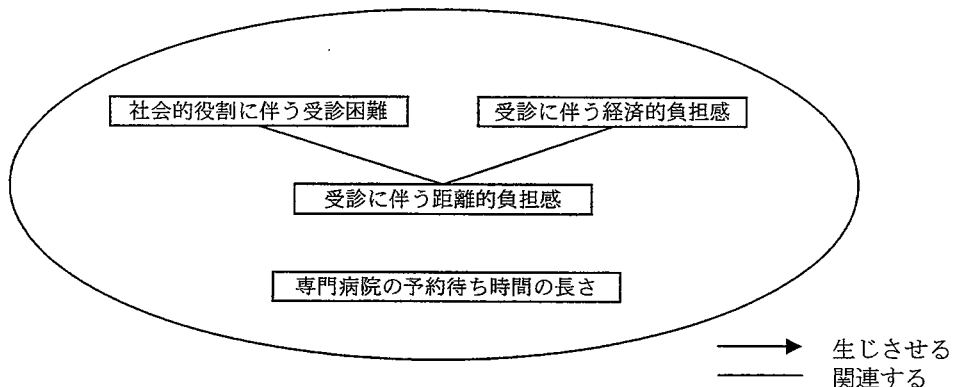 社会的役割に伴う受診困難
受診に伴う経済的負担感
受診に伴う距離的負担感
専門病院の予約待ち時間の長さ
生じさせる
関連する